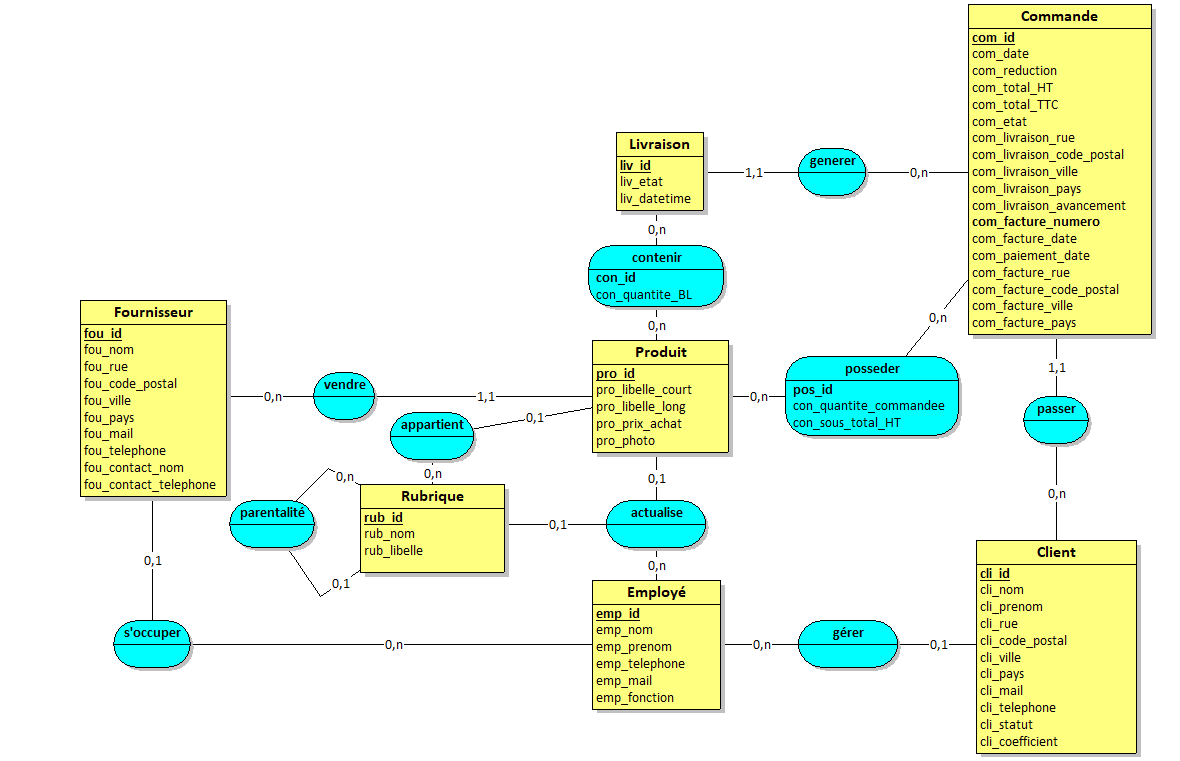 Commande
com_id
com_date
com_reduction
com_total_HT
com_total_TTC
com_etat
com_livraison_rue
com_livraison_code_postal
com_livraison_ville
com_livraison_pays
com_livraison_avancement
com_facture_numero
com_facture_date
com_paiement_date
com_facture_rue
com_facture_code_postal
com_facture_ville
com_facture_pays
Livraison
liv_id
liv_etat
liv_datetime
1,1
generer
0,n
0,n
contenir
con_id
con_quantite_BL
0,n
Fournisseur
fou_id
fou_nom
fou_rue
fou_code_postal
fou_ville
fou_pays
fou_mail
fou_telephone
fou_contact_nom
fou_contact_telephone
0,n
vendre
1,1
Produit
pro_id
pro_libelle_court
pro_libelle_long
pro_prix_achat
pro_photo
0,n
posseder
pos_id
con_quantite_commandee
con_sous_total_HT
0,n
1,1
passer
0,n
appartient
0,1
0,n
parentalité
0,n
0,1
Rubrique
rub_id
rub_nom
rub_libelle
0,1
actualise
0,1
0,n
0,1
s'occuper
0,n
Employé
emp_id
emp_nom
emp_prenom
emp_telephone
emp_mail
emp_fonction
0,n
gérer
0,1
Client
cli_id
cli_nom
cli_prenom
cli_rue
cli_code_postal
cli_ville
cli_pays
cli_mail
cli_telephone
cli_statut
cli_coefficient